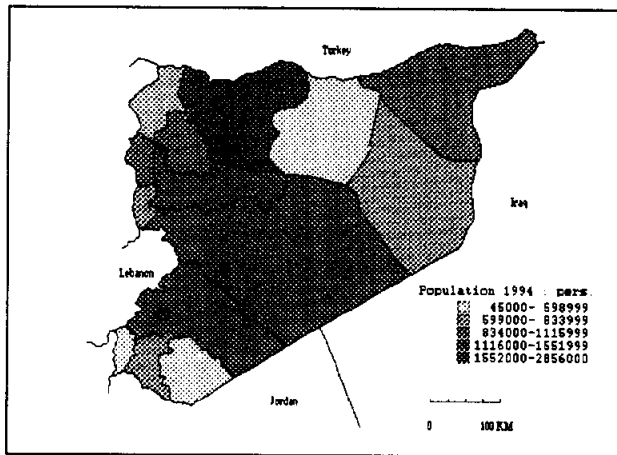 Turkey
Iraq
Lebanon
Population 1994 : pers.
45000- 598999
599000- 833999
834000-1115999
1116000-1551999
1552000-2856000
Jordan
0 100 KM